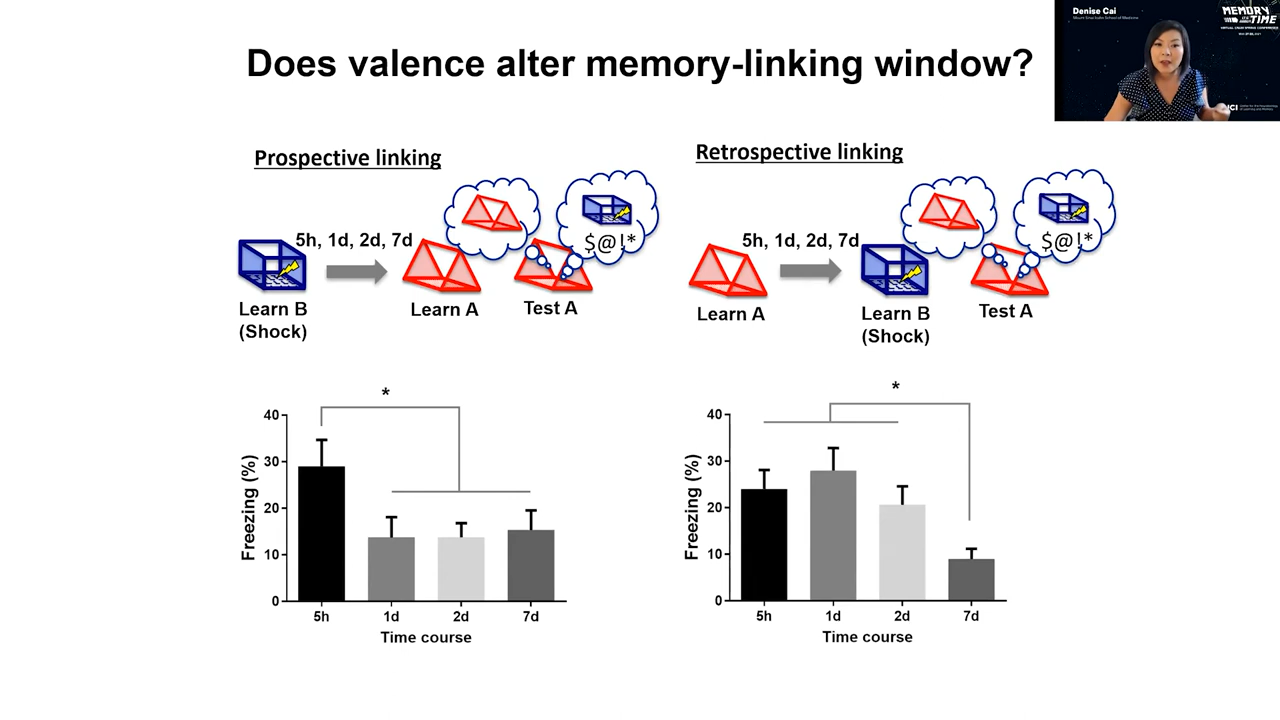 Denise Cai
Mount Sinai Icahn School of Medicine
MEMORY
TIME
Does valence alter memory-linking window?
Prospective linking
5h, 1d, 2d, 7d
$@!*
Learn B
(Shock)
Learn A
Test A
Retrospective linking
5h, 1d, 2d, 7d
$@!*
Learn A
Learn B
(Shock)
Test A
*
Freezing (%)
40
30
20
10
0
5h
1d
2d
7d
Time course
*
Freezing (%)
40
30
20
10
0
5h
1d
2d
7d
Time course